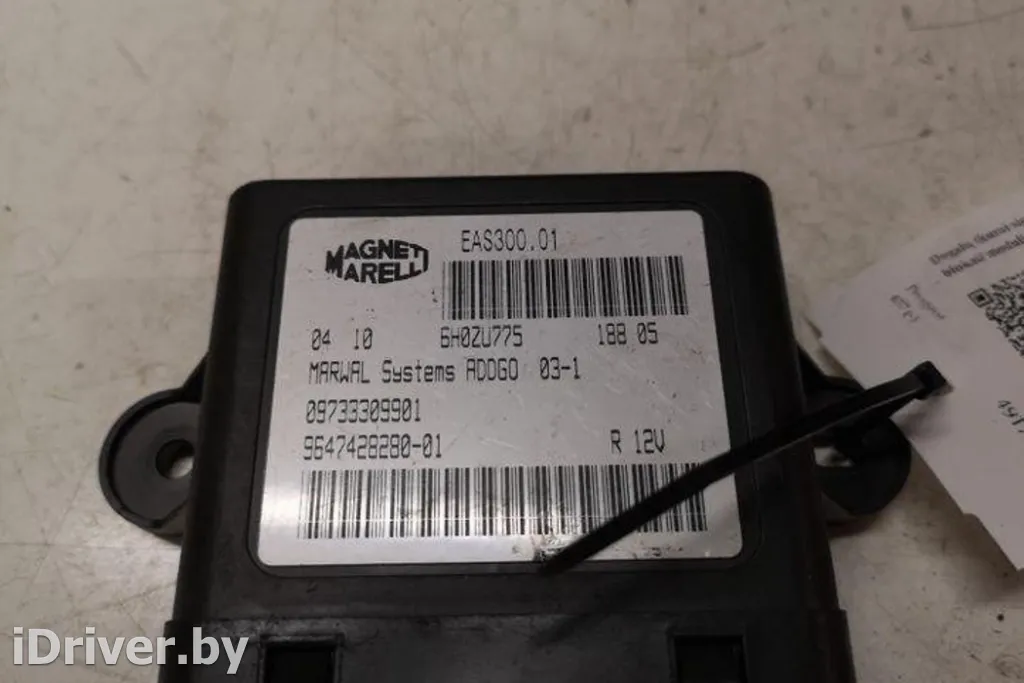 MAGNETI
MARELLI
EAS300..01
04 10 6H0ZU775 188 05
MARWAL Systems ADDGO 03-1
09733309901
9647428280-01 R 12V
iDriver.by